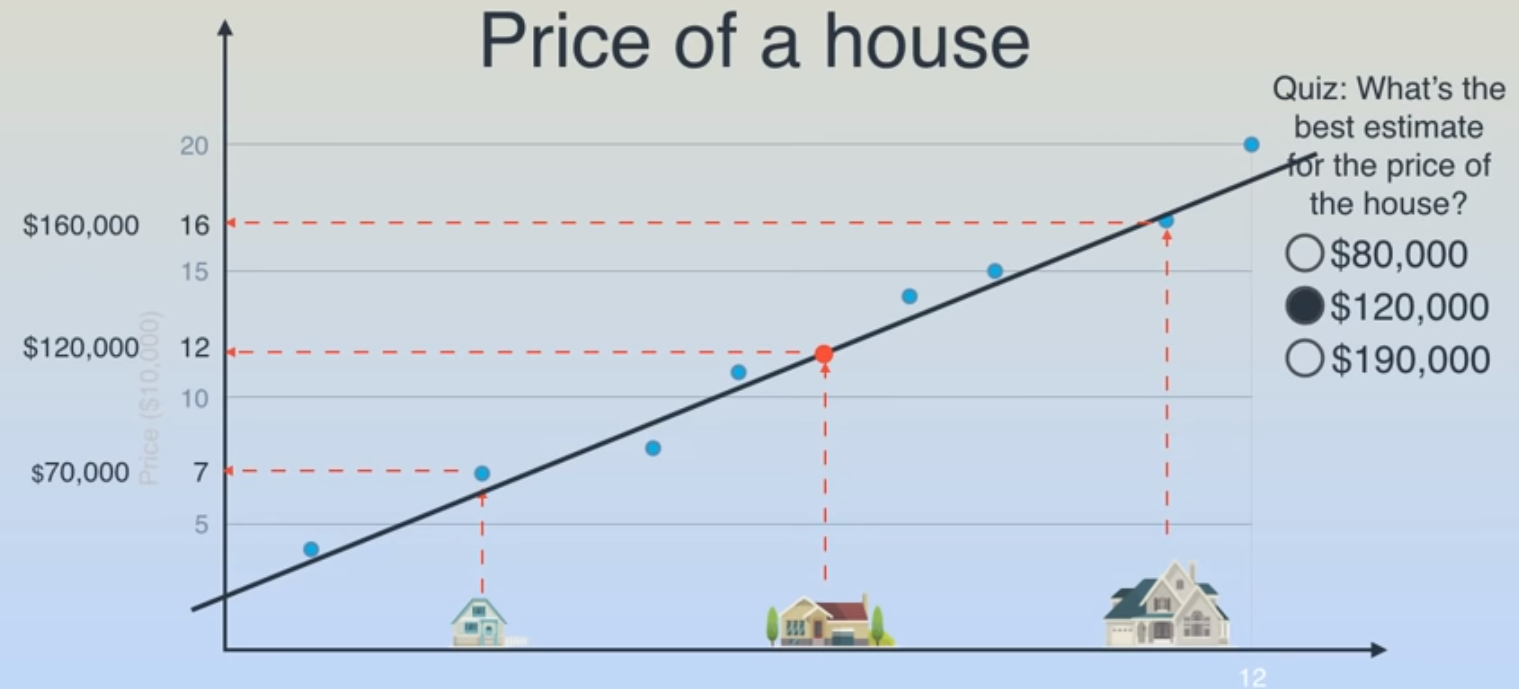 Price of a house
Quiz: What's the
best estimate
for the price of
the house?
$80,000
$120,000
$190,000
20
$160,000 16
15
$120,000 12
10
$70,000 7
5
Price ($10,000)
12